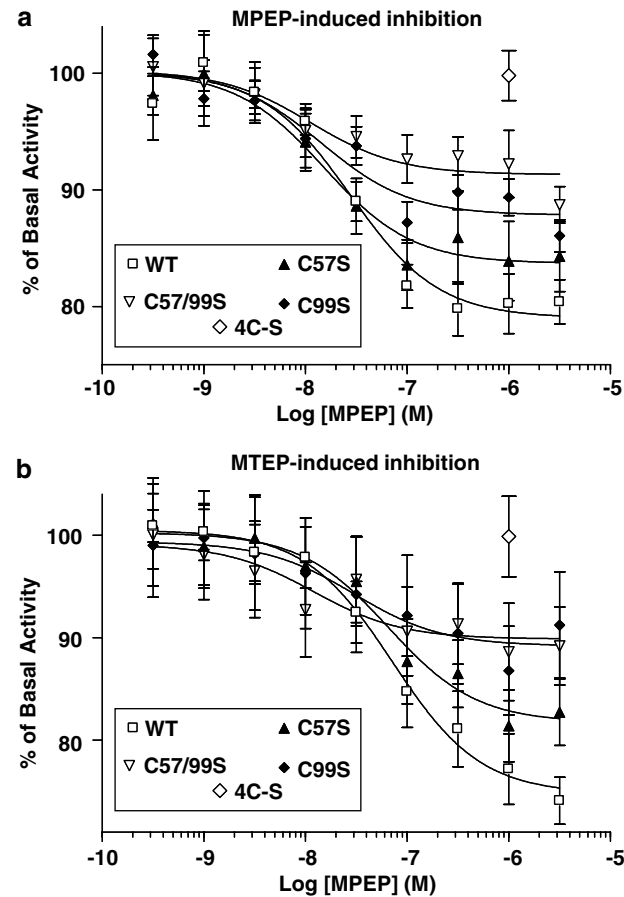 a
MPEP-induced inhibition
% of Basal Activity
100
90
80
WT
C57S
C57/99S
C99S
4C-S
-10 -9 -8 -7 -6 -5
Log [MPEP] (M)
b
MTEP-induced inhibition
% of Basal Activity
100
90
80
WT
C57S
C57/99S
C99S
4C-S
-10 -9 -8 -7 -6 -5
Log [MPEP] (M)